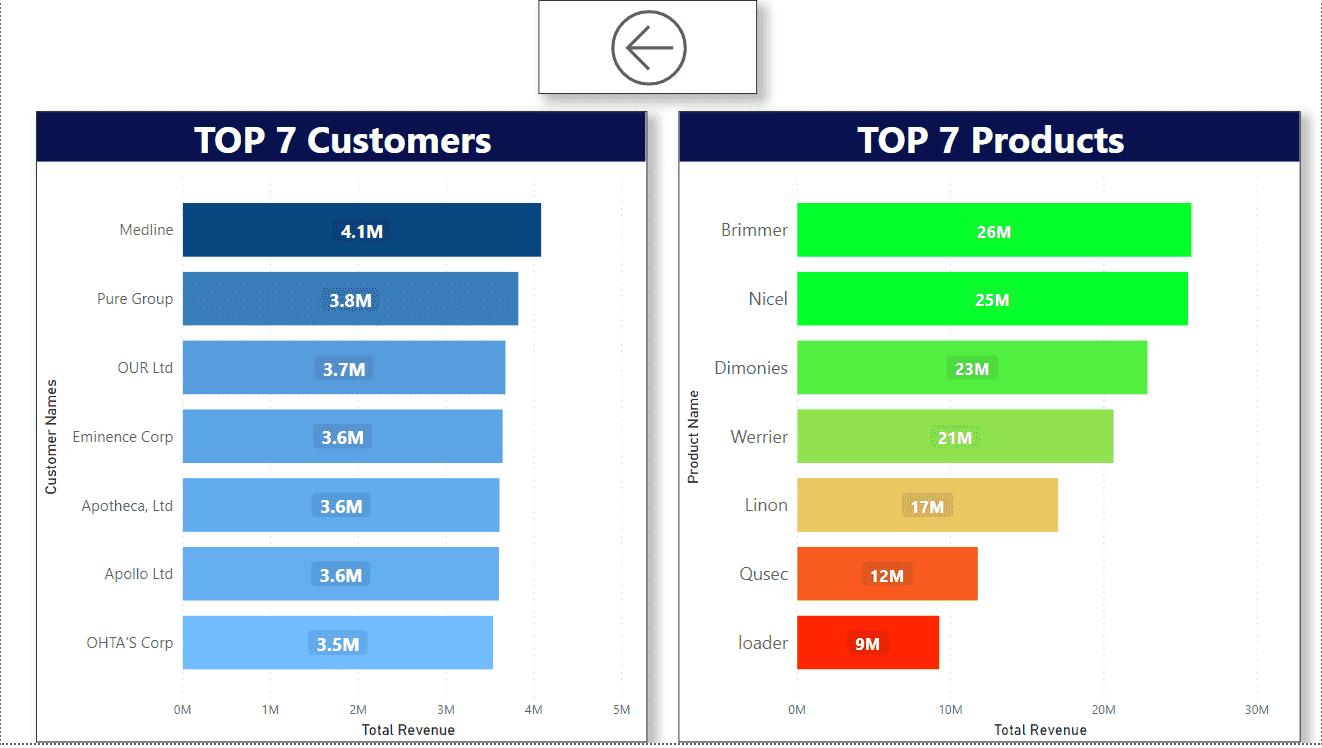 TOP 7 Customers
Customer Names
Medline 4.1M
Pure Group 3.8M
OUR Ltd 3.7M
Eminence Corp 3.6M
Apotheca, Ltd 3.6M
Apollo Ltd 3.6M
OHTA'S Corp 3.5M
0M 1M 2M 3M 4M 5M
Total Revenue
TOP 7 Products
Product Name
Brimmer 26M
Nicel 25M
Dimonies 23M
Werrier 21M
Linon 17M
Qusec 12M
loader 9M
0M 10M 20M 30M
Total Revenue